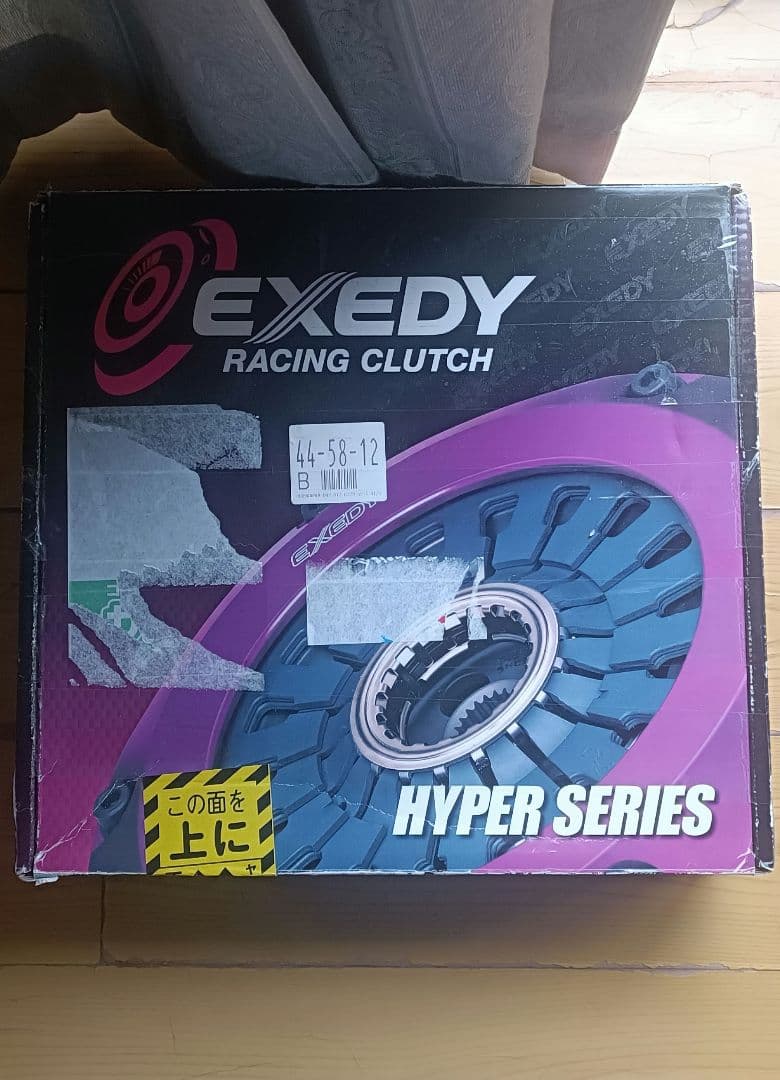 EXEDY
RACING CLUTCH
44-58-12
B
EXEDY
HYPER SERIES
この面を
上に